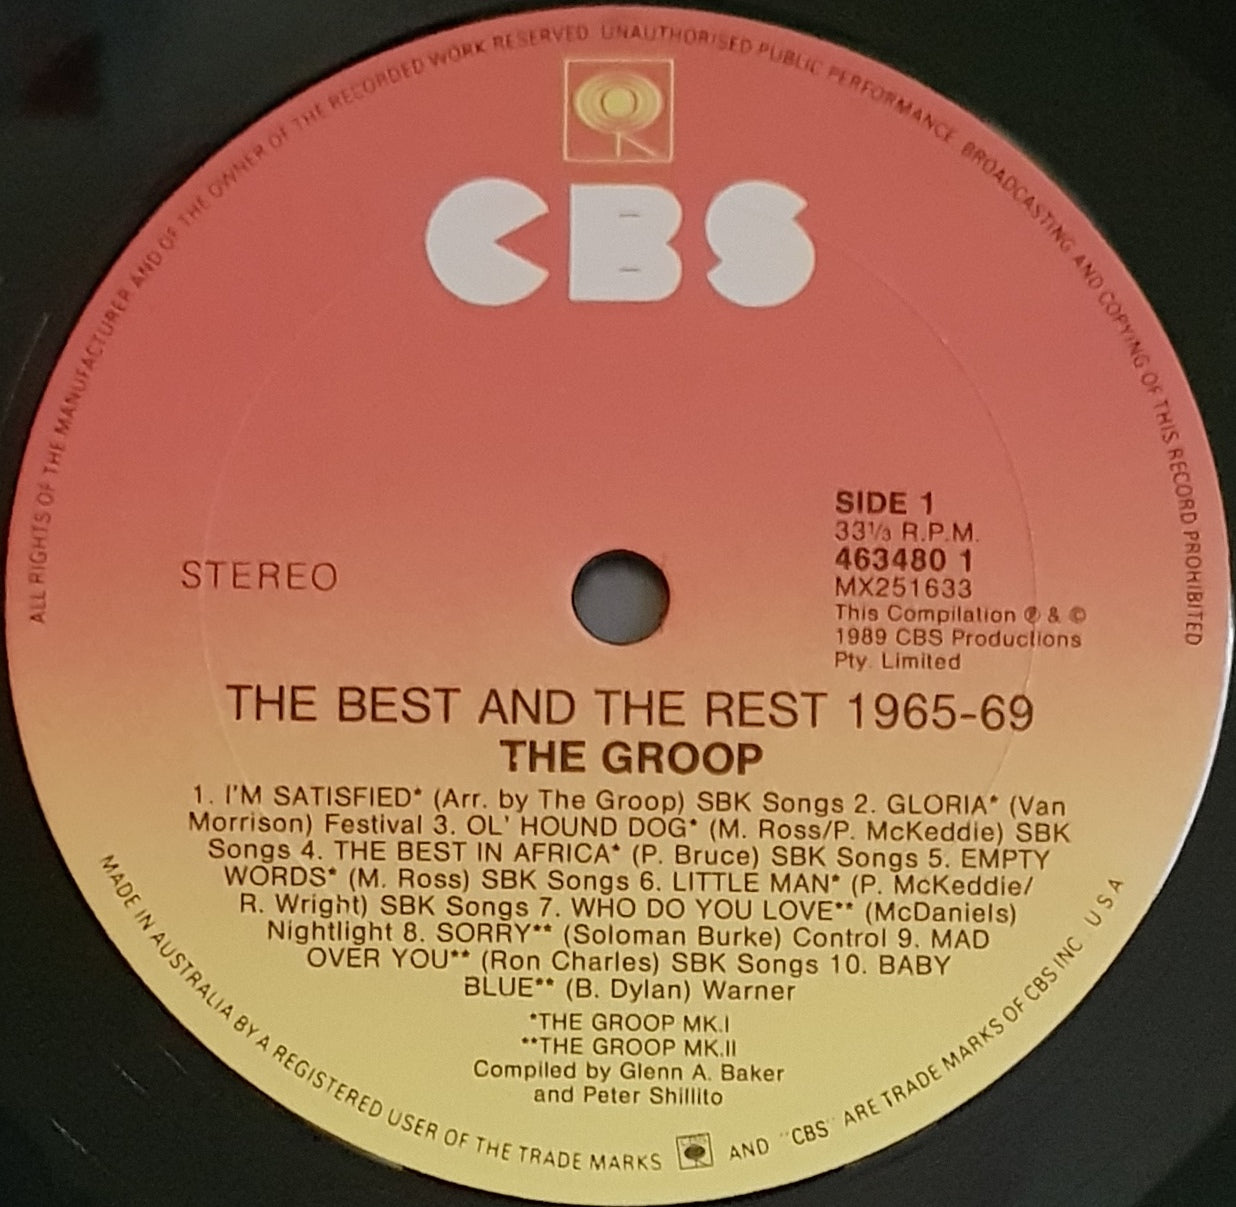 ALL RIGHTS OF THE MANUFACTURER AND OF THE OWNER OF THE RECORDED WORK RESERVED. UNAUTHORISED PUBLIC PERFORMANCE. BROADCASTING AND COPYING OF THIS RECORD PROHIBITED
CBS
SIDE 1
33⅓ R.P.M.
463480 1
MX251633
This Compilation ℗ & ©
1989 CBS Productions
Pty. Limited
STEREO
THE BEST AND THE REST 1965-69
THE GROOP
1. I'M SATISFIED* (Arr. by The Groop) SBK Songs 2. GLORIA* (Van
Morrison) Festival 3. OL' HOUND DOG* (M. Ross/P. McKeddie) SBK
Songs 4. THE BEST IN AFRICA* (P. Bruce) SBK Songs 5. EMPTY
WORDS* (M. Ross) SBK Songs 6. LITTLE MAN* (P. McKeddie/
R. Wright) SBK Songs 7. WHO DO YOU LOVE** (McDaniels)
Nightlight 8. SORRY** (Soloman Burke) Control 9. MAD
OVER YOU** (Ron Charles) SBK Songs 10. BABY
BLUE** (B. Dylan) Warner
*THE GROOP MK.I
**THE GROOP MK.II
Compiled by Glenn A. Baker
and Peter Shillito
MADE IN AUSTRALIA BY A REGISTERED USER OF THE TRADE MARKS AND "CBS" ARE TRADE MARKS OF CBS INC. U S A